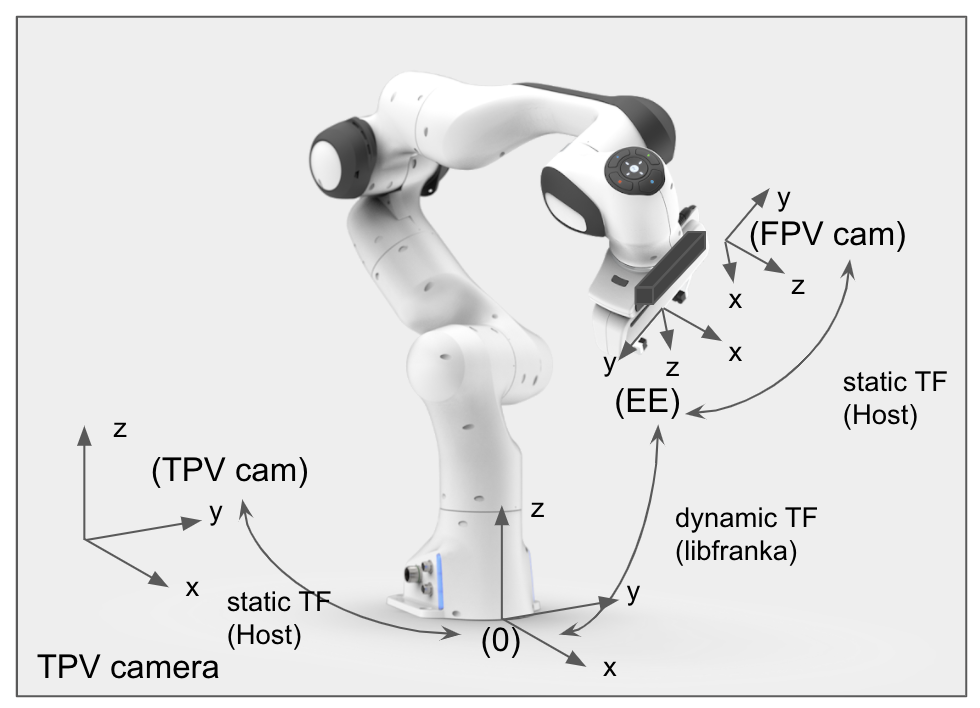 y
(FPV cam)
z
x
y
z
x
(EE)
static TF
(Host)
z
(TPV cam)
y
x
static TF
(Host)
z
dynamic TF
(libfranka)
y
(0)
x
TPV camera